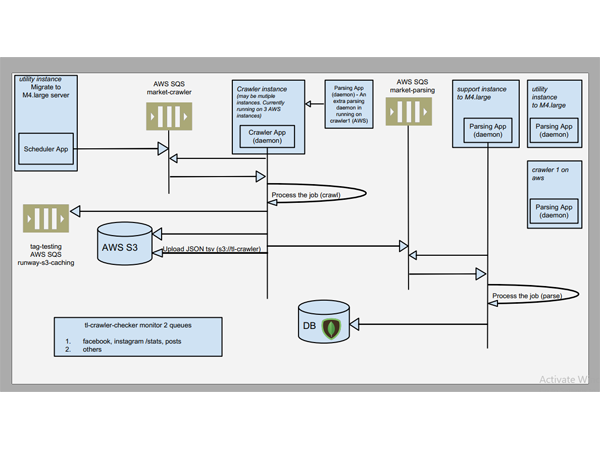 utility instance
Migrate to
M4.large server
Scheduler App
AWS SQS
market-crawler
Crawler instance
(may be mutiple
instances. Currently
running on 3 AWS
instances)
Crawler App
(daemon)
Parsing App
(daemon) - An
extra parsing
daemon in
running on
crawler1 (AWS)
AWS SQS
market-parsing
support instance
to M4.large
Parsing App
(daemon)
utility
instance
to M4.large
Parsing App
(daemon)
crawler 1 on
aws
Parsing App
(daemon)
Process the job (crawl)
tag-testing
AWS SQS
runway-s3-caching
AWS S3
Upload JSON tsv (s3://tl-crawler)
Process the job (parse)
DB
tl-crawler-checker monitor 2 queues
1. facebook, instagram /stats, posts
2. others
Activate W